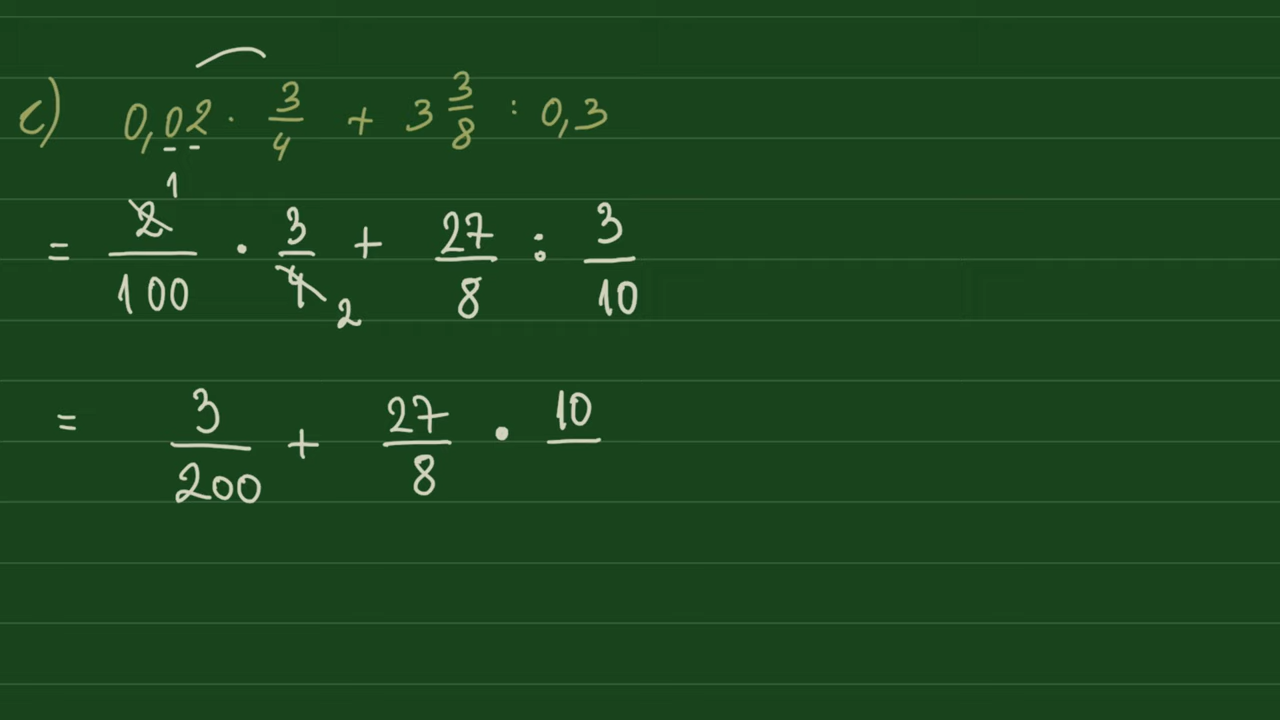 c) 0,02 · 3/4 + 3 3/8 : 0,3
= 2/100 1 · 3/4 2 + 27/8 : 3/10
= 3/200 + 27/8 · 10/